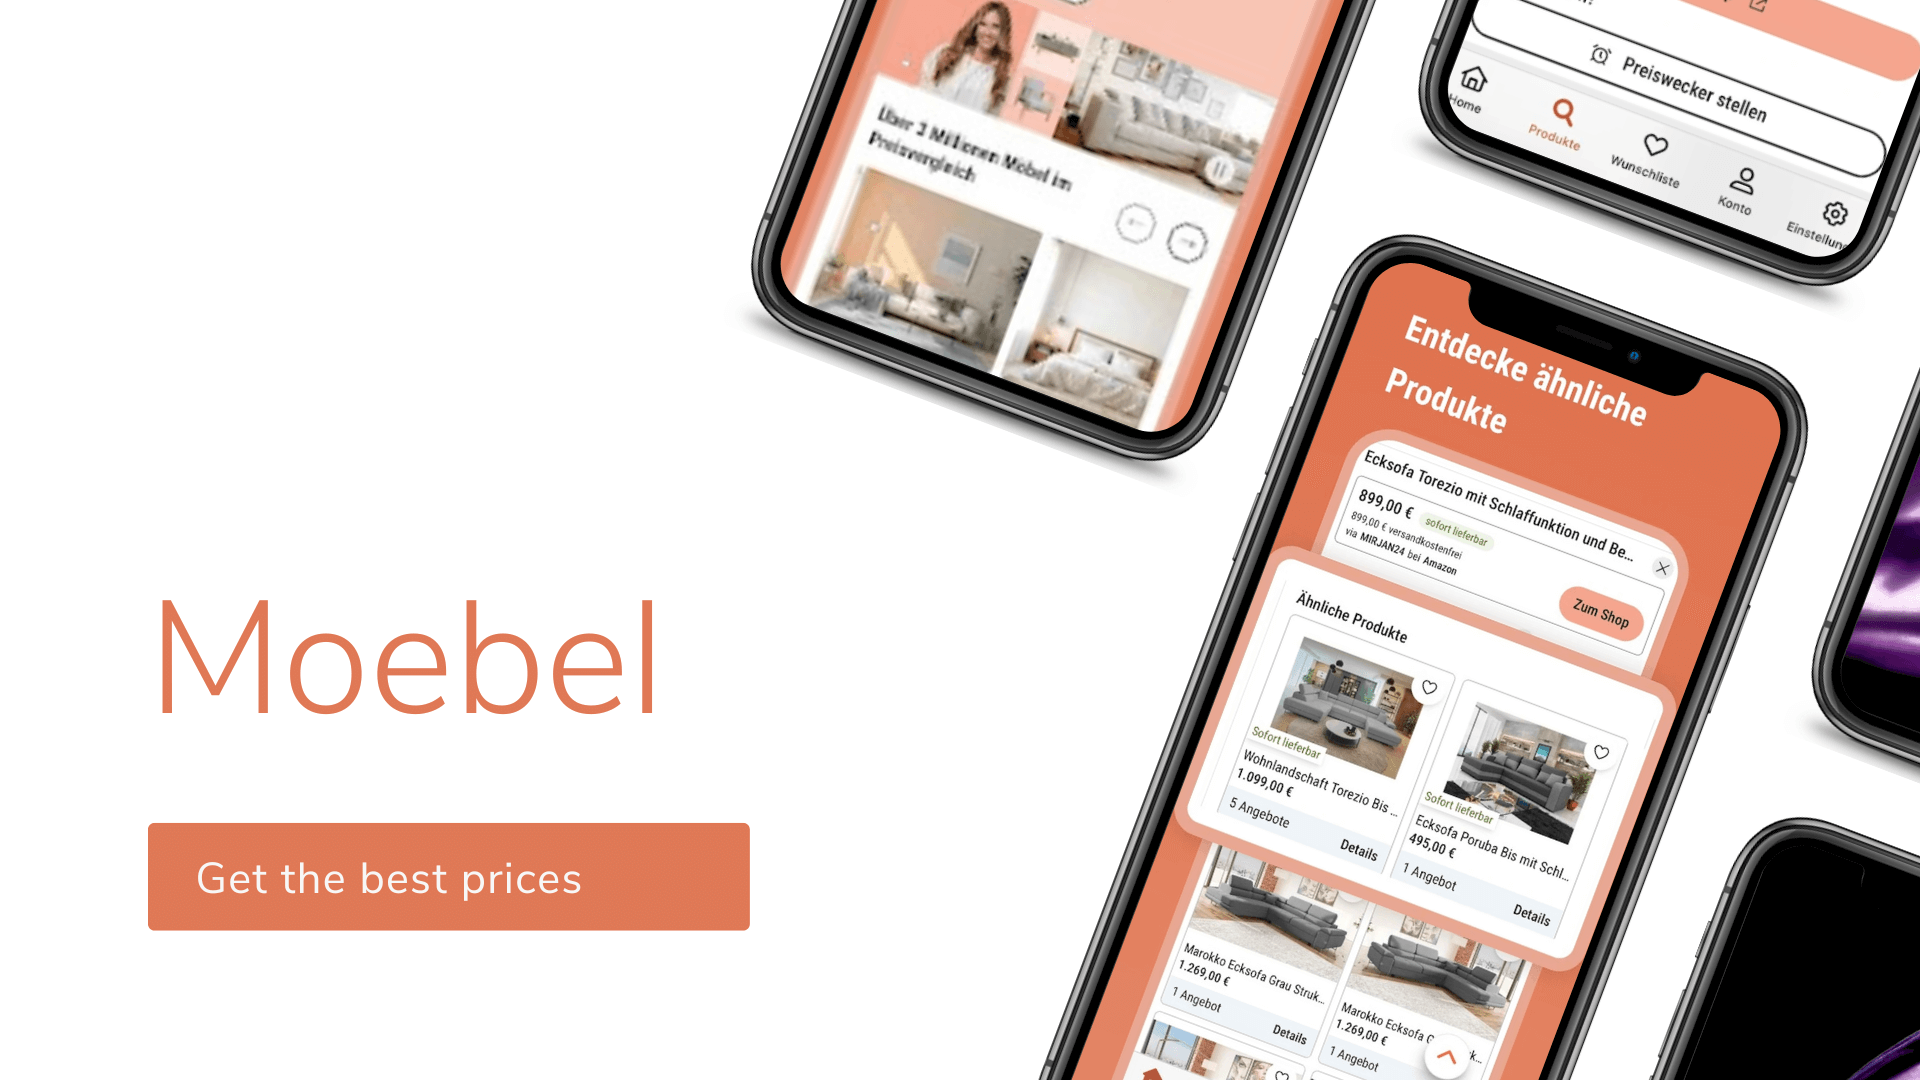 Moebel
Get the best prices
Über 3 Millionen Möbel im
Preisvergleich
Preiswecker stellen
Home
Produkte
Wunschliste
Konto
Einstellun
Entdecke ähnliche
Produkte
Ecksofa Torezio mit Schlaffunktion und Be...
899,00 € sofort lieferbar
899,00 € versandkostenfrei
via MIRJAN24 bei Amazon
Zum Shop
Ähnliche Produkte
Sofort lieferbar
Wohnlandschaft Torezio Bis ...
1.099,00 €
5 Angebote
Details
Sofort lieferbar
Ecksofa Poruba Bis mit Schl...
495,00 €
1 Angebot
Details
Marokko Ecksofa Grau Struk...
1.269,00 €
1 Angebot
Details
Marokko Ecksofa G
1.269,00 €
1 Angebot